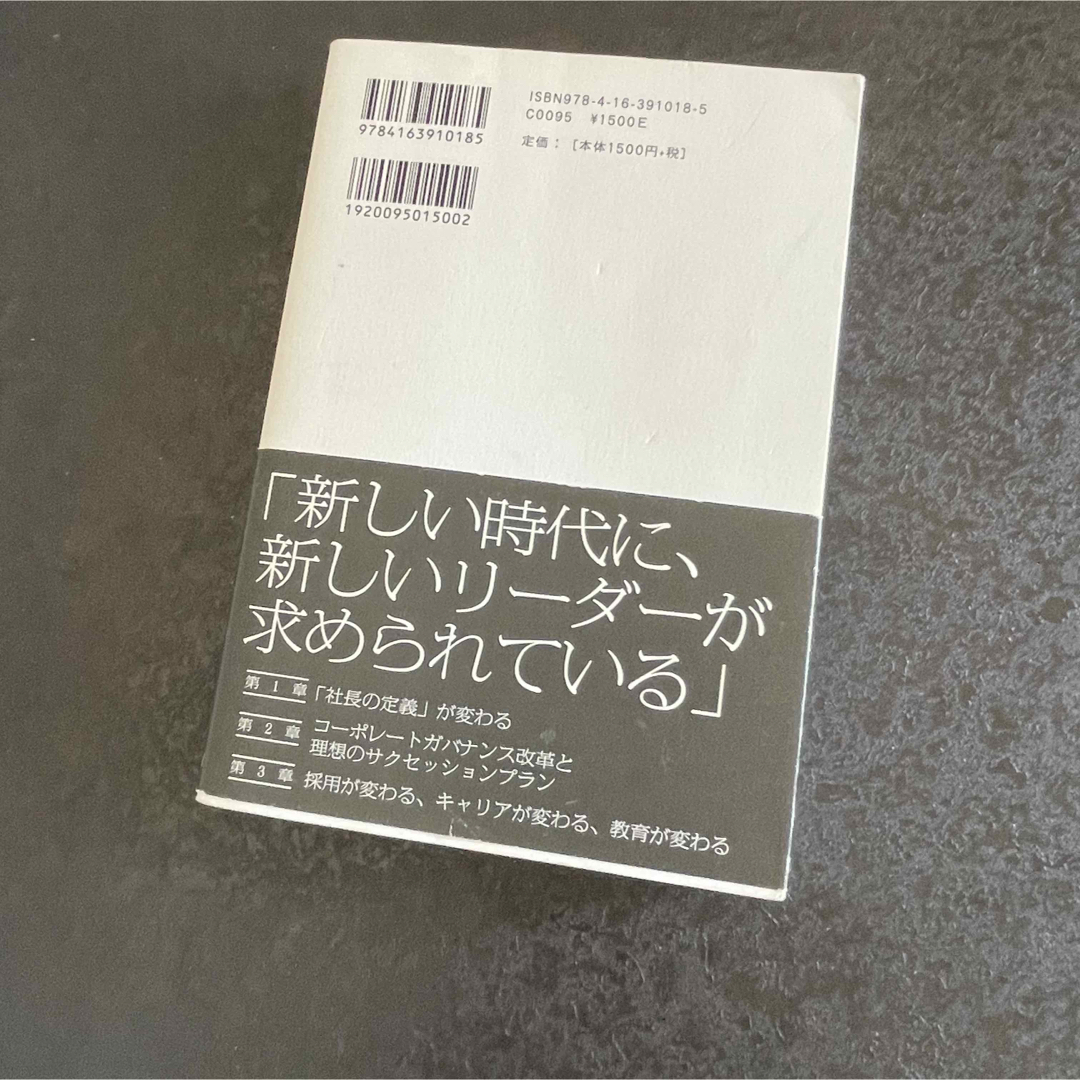 9784163910185
1920095015002
ISBN978-4-16-391018-5
C0095 ¥1500E
定価：［本体1500円+税］
「新しい時代に、
新しいリーダーが
求められている」
第1章 「社長の定義」が変わる
第2章 コーポレートガバナンス改革と
理想のサクセッションプラン
第3章 採用が変わる、キャリアが変わる、教育が変わる